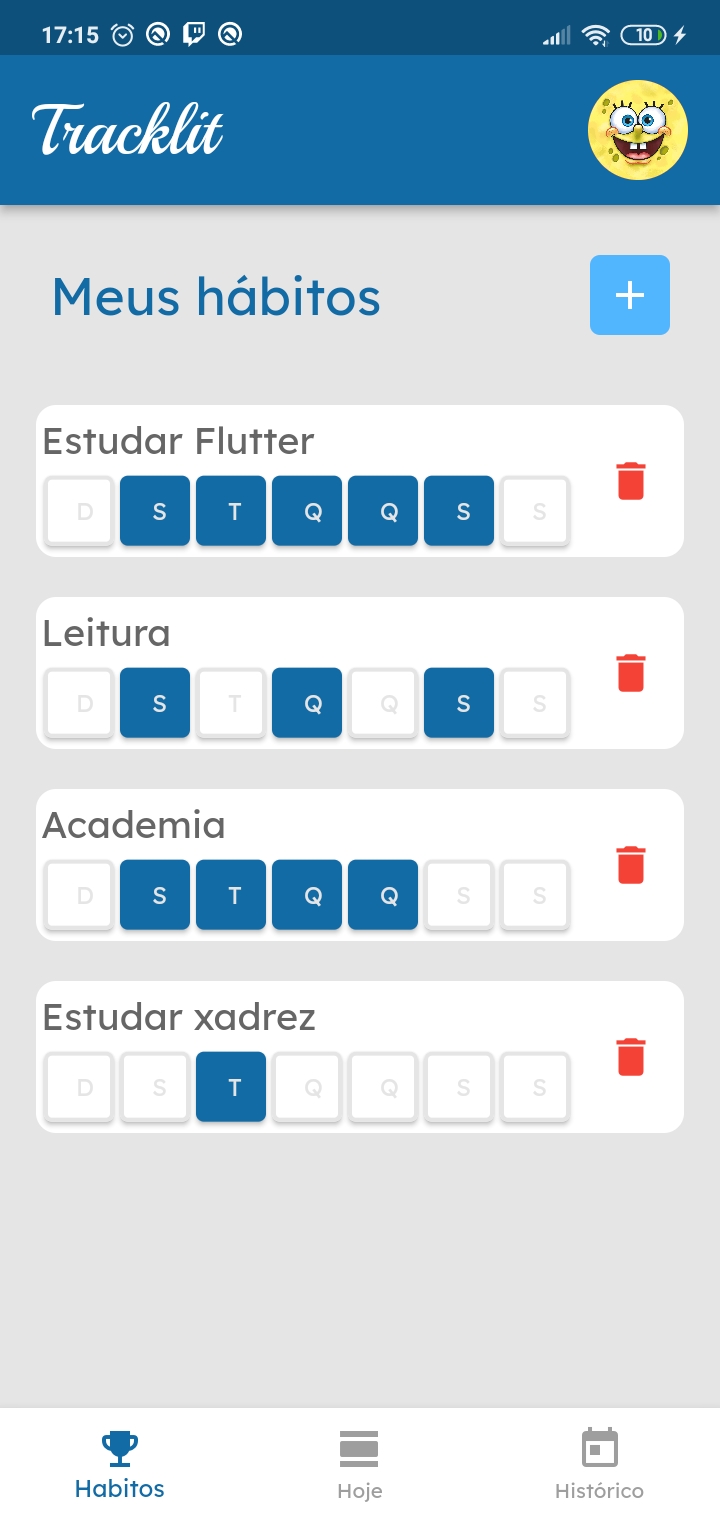 17:15
10
Tracklit
Meus hábitos
+
Estudar Flutter
D S T Q Q S S
Leitura
D S T Q Q S S
Academia
D S T Q Q S S
Estudar xadrez
D S T Q Q S S
Habitos Hoje Histórico